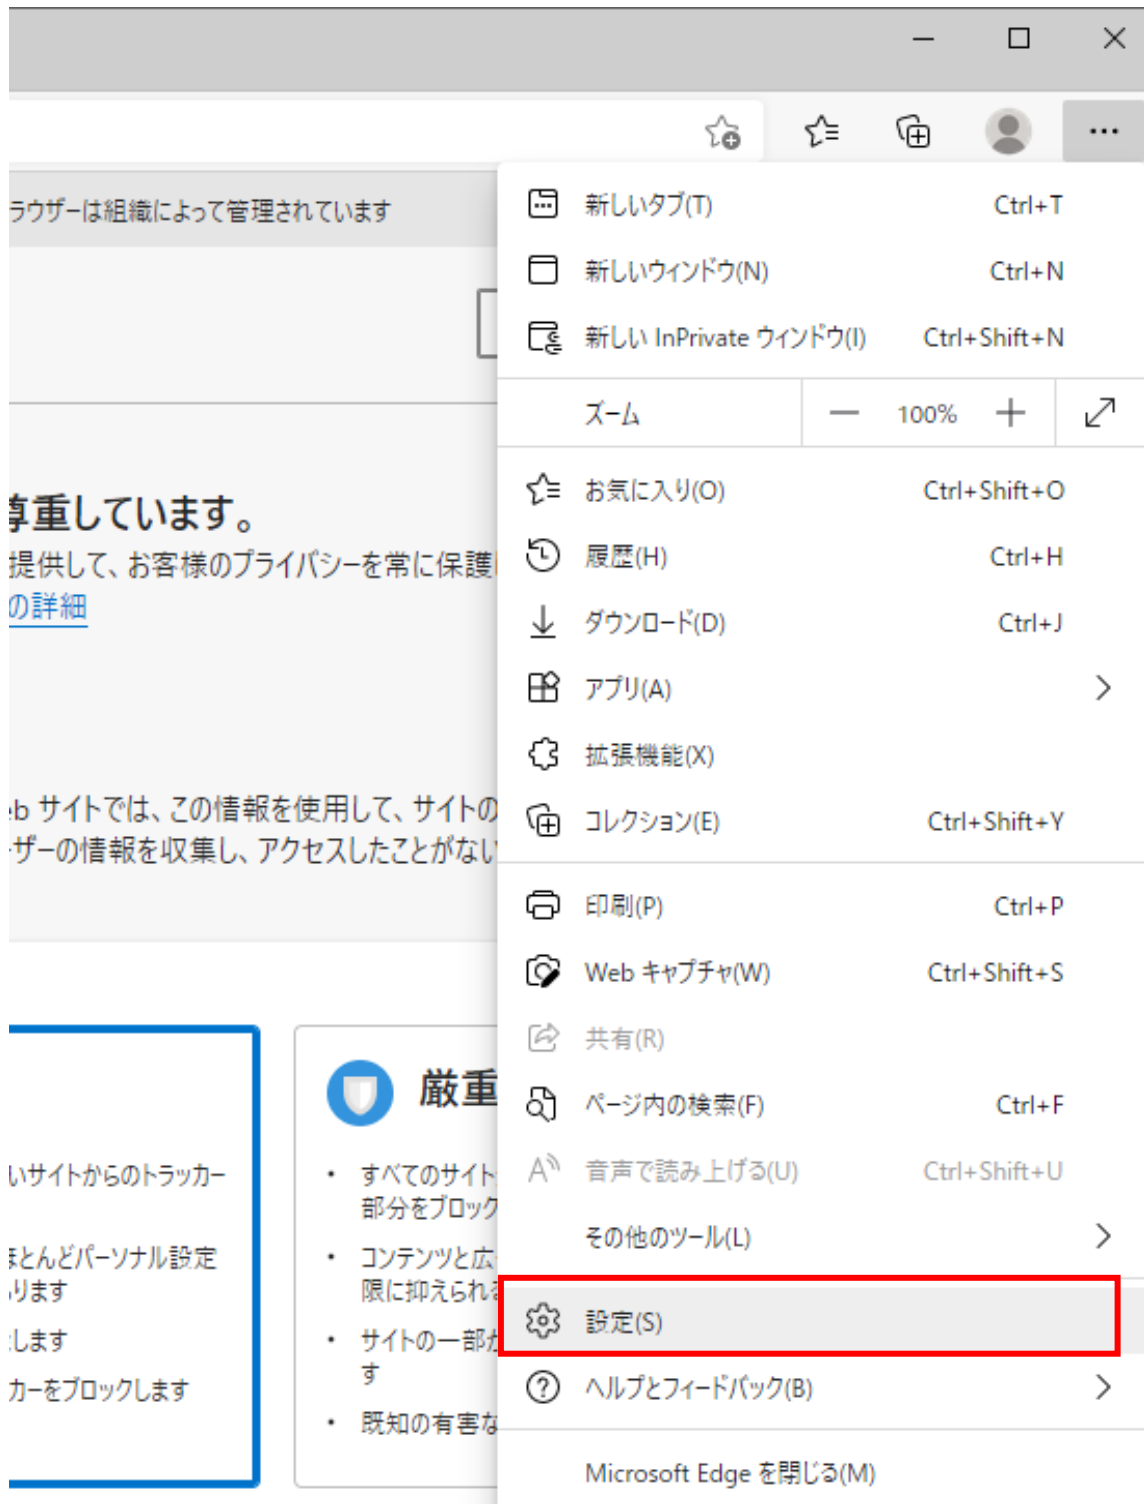 ラウザーは組織によって管理されています
尊重しています。
提供して、お客様のプライバシーを常に保護
の詳細
eb サイトでは、この情報を使用して、サイトの
ーザーの情報を収集し、アクセスしたことがない
いサイトからのトラッカー
ほとんどパーソナル設定
ります
します
カーをブロックします
厳重
・ すべてのサイト
部分をブロック
・ コンテンツと広
限に抑えられ
・ サイトの一部が
す
・ 既知の有害な
新しいタブ(T) Ctrl+T
新しいウィンドウ(N) Ctrl+N
新しい InPrivate ウィンドウ(I) Ctrl+Shift+N
ズーム — 100% +
お気に入り(O) Ctrl+Shift+O
履歴(H) Ctrl+H
ダウンロード(D) Ctrl+J
アプリ(A)
拡張機能(X)
コレクション(E) Ctrl+Shift+Y
印刷(P) Ctrl+P
Web キャプチャ(W) Ctrl+Shift+S
共有(R)
ページ内の検索(F) Ctrl+F
音声で読み上げる(U) Ctrl+Shift+U
その他のツール(L)
設定(S)
ヘルプとフィードバック(B)
Microsoft Edge を閉じる(M)